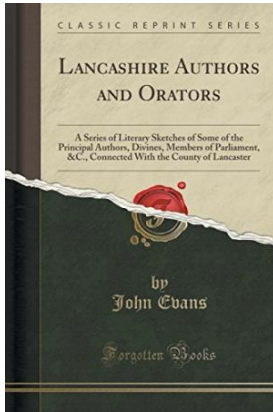 CLASSIC REPRINT SERIES
LANCASHIRE AUTHORS
AND ORATORS
A Series of Literary Sketches of Some of the
Principal Authors, Divines, Members of Parliament,
&C., Connected With the County of Lancaster
by
John Evans
Forgotten Books